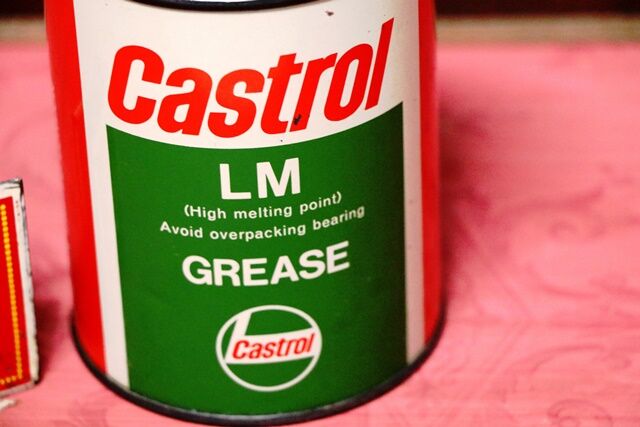 Castrol
LM
(High melting point)
Avoid overpacking bearing
GREASE
Castrol